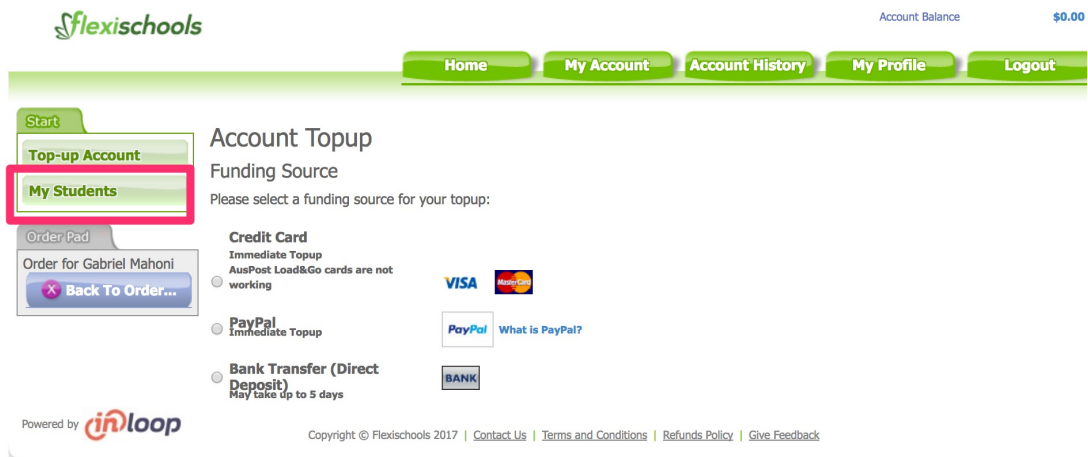 flexischools
Account Balance $0.00
Home My Account Account History My Profile Logout
Start
Top-up Account
My Students
Order Pad
Order for Gabriel Mahoni
X Back To Order...
Account Topup
Funding Source
Please select a funding source for your topup:
Credit Card
Immediate Topup
AusPost Load&Go cards are not
working
VISA MasterCard
PayPal
Immediate Topup
PayPal What is PayPal?
Bank Transfer (Direct
Deposit)
May take up to 5 days
BANK
Powered by inloop
Copyright © Flexischools 2017 | Contact Us | Terms and Conditions | Refunds Policy | Give Feedback